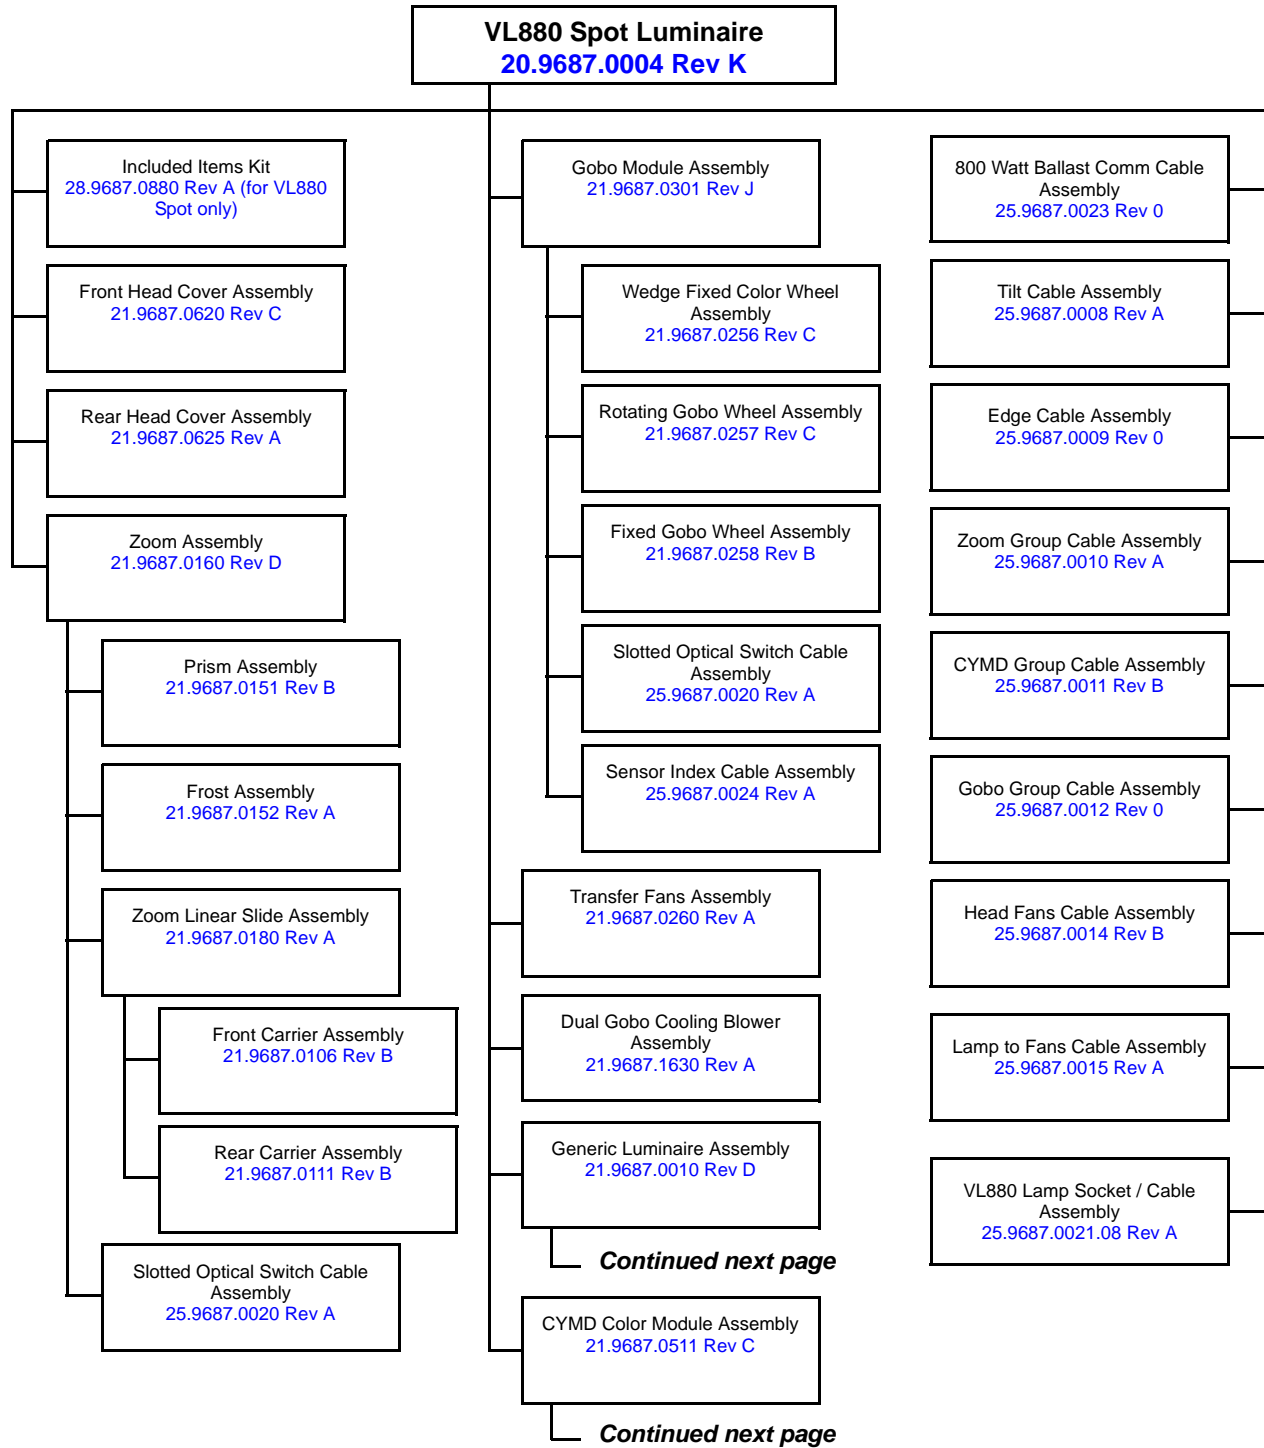 VL880 Spot Luminaire
20.9687.0004 Rev K
Included Items Kit
28.9687.0880 Rev A (for VL880
Spot only)
Front Head Cover Assembly
21.9687.0620 Rev C
Rear Head Cover Assembly
21.9687.0625 Rev A
Zoom Assembly
21.9687.0160 Rev D
Prism Assembly
21.9687.0151 Rev B
Frost Assembly
21.9687.0152 Rev A
Zoom Linear Slide Assembly
21.9687.0180 Rev A
Front Carrier Assembly
21.9687.0106 Rev B
Rear Carrier Assembly
21.9687.0111 Rev B
Slotted Optical Switch Cable
Assembly
25.9687.0020 Rev A
Gobo Module Assembly
21.9687.0301 Rev J
Wedge Fixed Color Wheel
Assembly
21.9687.0256 Rev C
Rotating Gobo Wheel Assembly
21.9687.0257 Rev C
Fixed Gobo Wheel Assembly
21.9687.0258 Rev B
Slotted Optical Switch Cable
Assembly
25.9687.0020 Rev A
Sensor Index Cable Assembly
25.9687.0024 Rev A
Transfer Fans Assembly
21.9687.0260 Rev A
Dual Gobo Cooling Blower
Assembly
21.9687.1630 Rev A
Generic Luminaire Assembly
21.9687.0010 Rev D
Continued next page
CYMD Color Module Assembly
21.9687.0511 Rev C
Continued next page
800 Watt Ballast Comm Cable
Assembly
25.9687.0023 Rev 0
Tilt Cable Assembly
25.9687.0008 Rev A
Edge Cable Assembly
25.9687.0009 Rev 0
Zoom Group Cable Assembly
25.9687.0010 Rev A
CYMD Group Cable Assembly
25.9687.0011 Rev B
Gobo Group Cable Assembly
25.9687.0012 Rev 0
Head Fans Cable Assembly
25.9687.0014 Rev B
Lamp to Fans Cable Assembly
25.9687.0015 Rev A
VL880 Lamp Socket / Cable
Assembly
25.9687.0021.08 Rev A